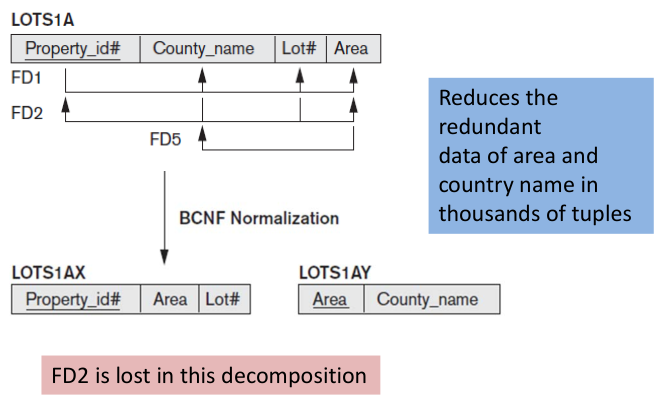 LOTS1A
Property_id# County_name Lot# Area
FD1
FD2
FD5
Reduces the
redundant
data of area and
country name in
thousands of tuples
BCNF Normalization
LOTS1AX
Property_id# Area Lot#
LOTS1AY
Area County_name
FD2 is lost in this decomposition